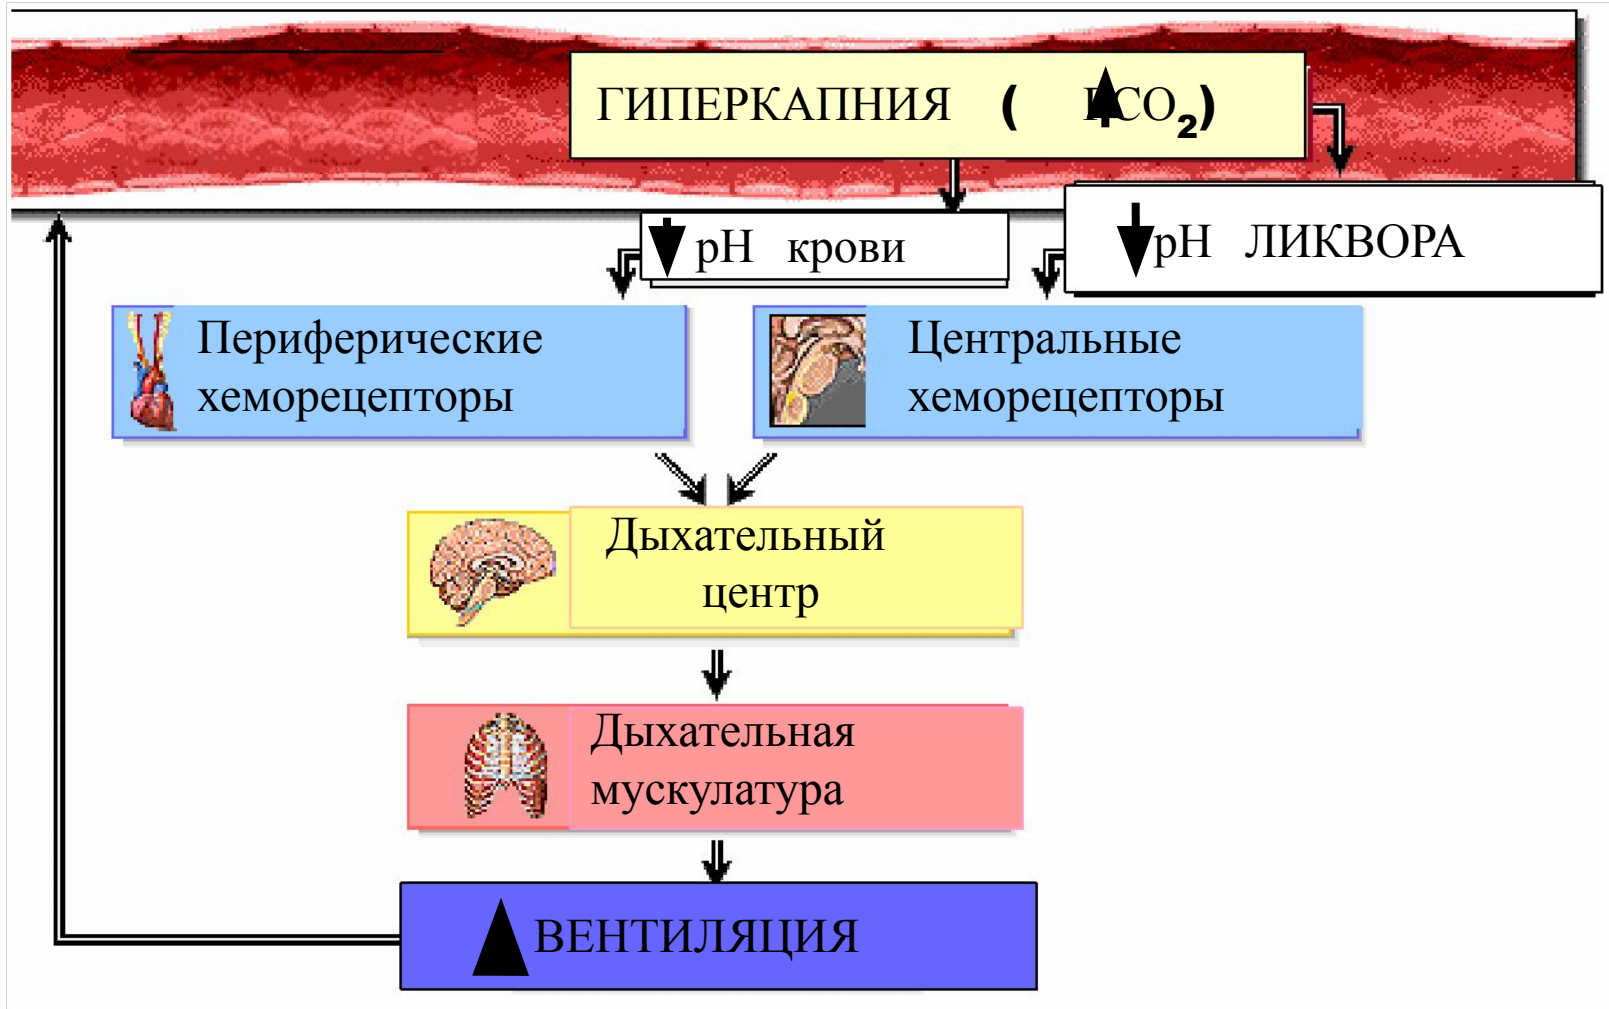 ГИПЕРКАПНИЯ ( PCO₂)
pH крови
pH ЛИКВОРА
Периферические
хеморецепторы
Центральные
хеморецепторы
Дыхательный
центр
Дыхательная
мускулатура
ВЕНТИЛЯЦИЯ